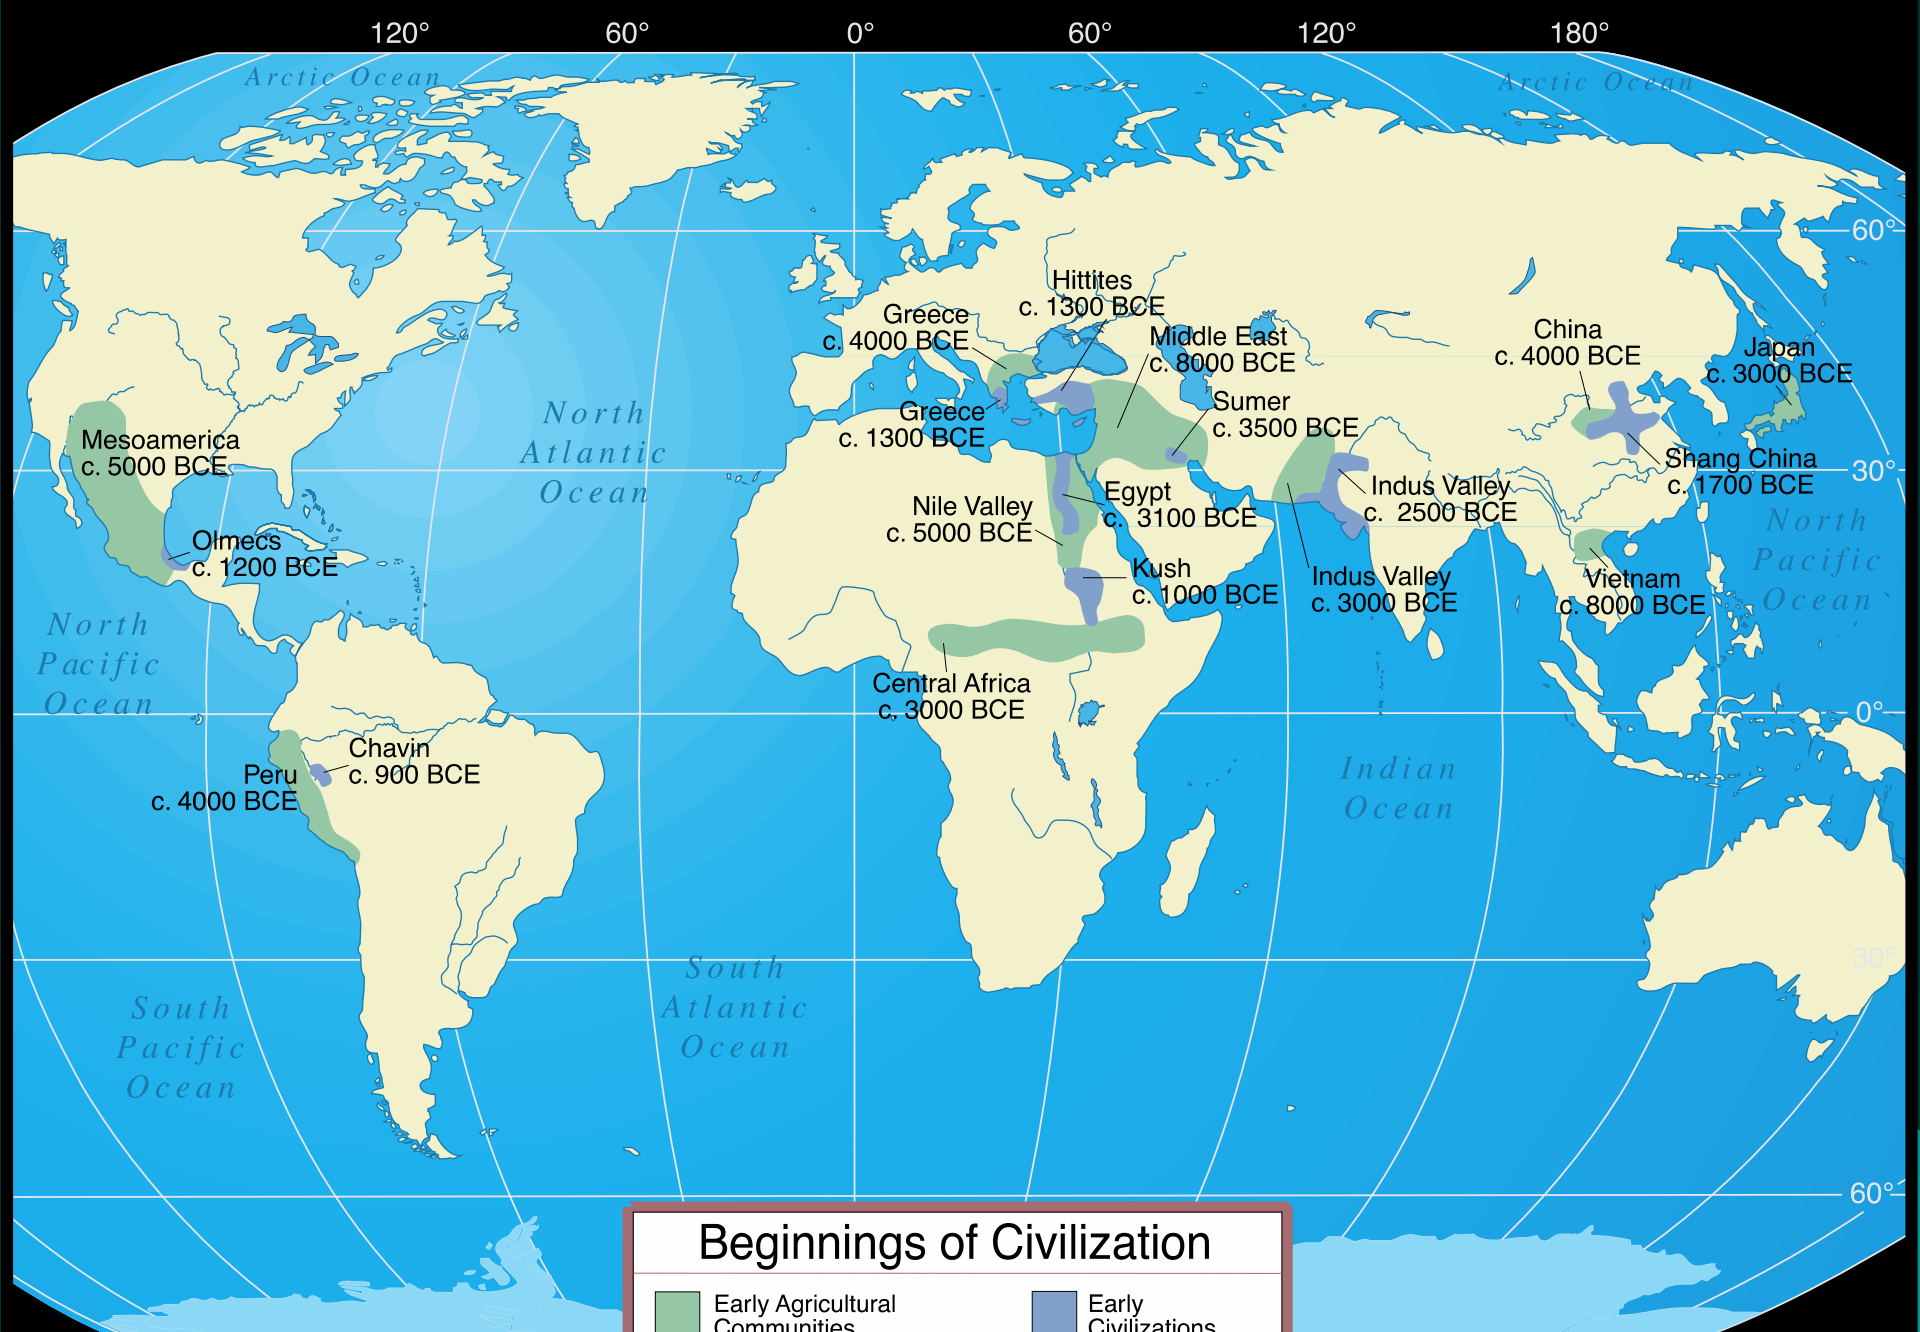 120°
60°
0°
60°
120°
180°
Arctic Ocean
Arctic Ocean
60°
Hittites
c. 1300 BCE
Greece
c. 4000 BCE
Middle East
c. 8000 BCE
China
c. 4000 BCE
Japan
c. 3000 BCE
Greece
c. 1300 BCE
Sumer
c. 3500 BCE
North
Atlantic
Ocean
Mesoamerica
c. 5000 BCE
Shang China
c. 1700 BCE
30°
Indus Valley
c. 2500 BCE
Egypt
c. 3100 BCE
Nile Valley
c. 5000 BCE
North
Pacific
Ocean
Olmecs
c. 1200 BCE
Kush
c. 1000 BCE
Indus Valley
c. 3000 BCE
Vietnam
c. 8000 BCE
North
Pacific
Ocean
Central Africa
c. 3000 BCE
0°
Chavin
c. 900 BCE
Peru
c. 4000 BCE
Indian
Ocean
30°
South
Atlantic
Ocean
South
Pacific
Ocean
60°
Beginnings of Civilization
Early Agricultural
Communities
Early
Civilizations